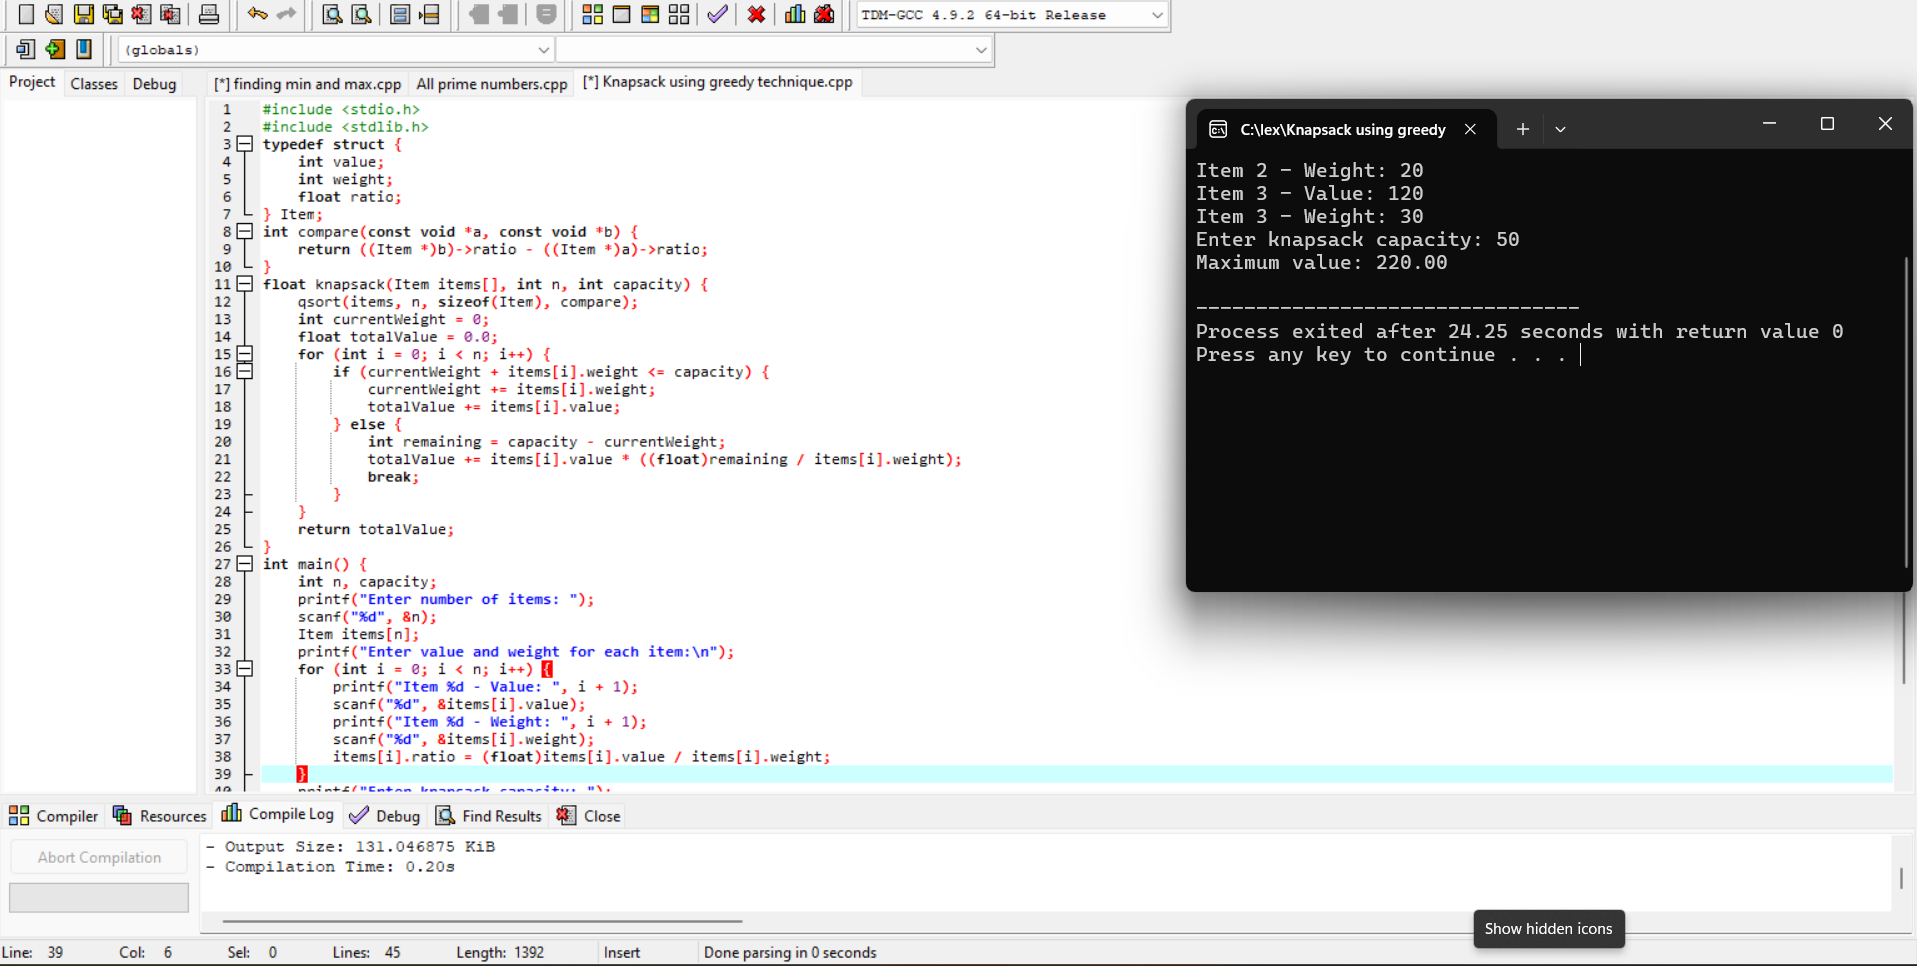 TDM-GCC 4.9.2 64-bit Release
(globals)
Project Classes Debug
[*] finding min and max.cpp All prime numbers.cpp [*] Knapsack using greedy technique.cpp
1 #include <stdio.h>
2 #include <stdlib.h>
3 typedef struct {
4 int value;
5 int weight;
6 float ratio;
7 } Item;
8 int compare(const void *a, const void *b) {
9 return ((Item *)b)->ratio - ((Item *)a)->ratio;
10 }
11 float knapsack(Item items[], int n, int capacity) {
12 qsort(items, n, sizeof(Item), compare);
13 int currentWeight = 0;
14 float totalValue = 0.0;
15 for (int i = 0; i < n; i++) {
16 if (currentWeight + items[i].weight <= capacity) {
17 currentWeight += items[i].weight;
18 totalValue += items[i].value;
19 } else {
20 int remaining = capacity - currentWeight;
21 totalValue += items[i].value * ((float)remaining / items[i].weight);
22 break;
23 }
24 }
25 return totalValue;
26 }
27 int main() {
28 int n, capacity;
29 printf("Enter number of items: ");
30 scanf("%d", &n);
31 Item items[n];
32 printf("Enter value and weight for each item:\n");
33 for (int i = 0; i < n; i++) {
34 printf("Item %d - Value: ", i + 1);
35 scanf("%d", &items[i].value);
36 printf("Item %d - Weight: ", i + 1);
37 scanf("%d", &items[i].weight);
38 items[i].ratio = (float)items[i].value / items[i].weight;
39 }
40 printf("Enter knapsack capacity: ");
C:\lex\Knapsack using greedy
Item 2 - Weight: 20
Item 3 - Value: 120
Item 3 - Weight: 30
Enter knapsack capacity: 50
Maximum value: 220.00
--------------------------------
Process exited after 24.25 seconds with return value 0
Press any key to continue . . .
Compiler Resources Compile Log Debug Find Results Close
Abort Compilation
- Output Size: 131.046875 KiB
- Compilation Time: 0.20s
Show hidden icons
Line: 39 Col: 6 Sel: 0 Lines: 45 Length: 1392 Insert Done parsing in 0 seconds